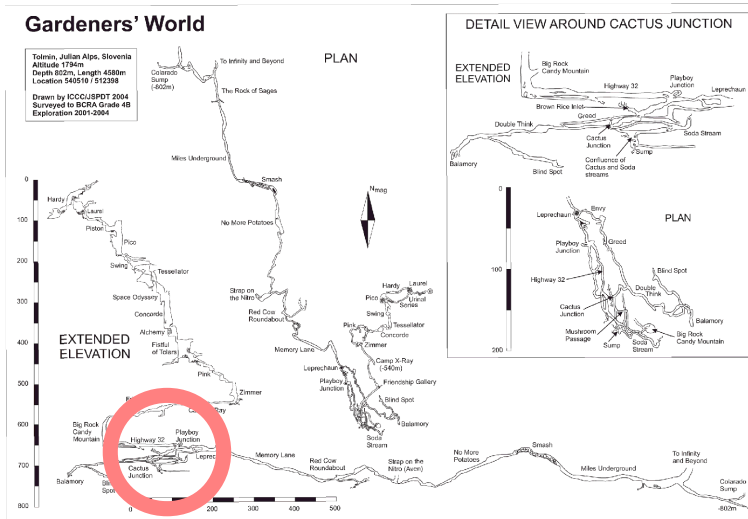 Gardeners' World
Tolmin, Julian Alps, Slovenia
Altitude 1794m
Depth 802m, Length 4580m
Location 540510 / 512398
Drawn by ICCC/JSPDT 2004
Surveyed to BCRA Grade 4B
Exploration 2001-2004
PLAN
To Infinity and Beyond
Colarado
Sump
(-802m)
The Rock of Sages
Miles Underground
Smash
No More Potatoes
Nmag
Strap on
the Nitro
Red Cow
Roundabout
Memory Lane
Hardy
Laurel
Pico
Urinal
Series
Swing
Pink
Tessellator
Concorde
Zimmer
Camp X-Ray
(-540m)
Leprechaun
Playboy
Junction
Friendship Gallery
Blind Spot
Balamory
Soda
Stream
DETAIL VIEW AROUND CACTUS JUNCTION
EXTENDED
ELEVATION
Big Rock
Candy Mountain
Highway 32
Playboy
Junction
Leprechaun
Brown Rice Inlet
Greed
Double Think
Cactus
Junction
Soda Stream
Sump
Balamory
Blind Spot
Confluence of
Cactus and Soda
streams
0
100
200
PLAN
Envy
Leprechaun
Playboy
Junction
Greed
Highway 32
Blind Spot
Double
Think
Cactus
Junction
Balamory
Mushroom
Passage
Big Rock
Candy Mountain
Sump
Soda
Stream
EXTENDED
ELEVATION
0
100
200
300
400
500
600
700
800
Hardy
Laurel
Piston
Pico
Swing
Tessellator
Space Odyssey
Concorde
Alchemy
Fistful
of Tolars
Pink
Zimmer
Big Rock
Candy
Mountain
Highway 32
Playboy
Junction
Cactus
Junction
Balamory
Memory Lane
Red Cow
Roundabout
Strap on the
Nitro (Aven)
No More
Potatoes
Smash
Miles Underground
To Infinity
and Beyond
Colorado
Sump
-802m
0
200
300
400
500